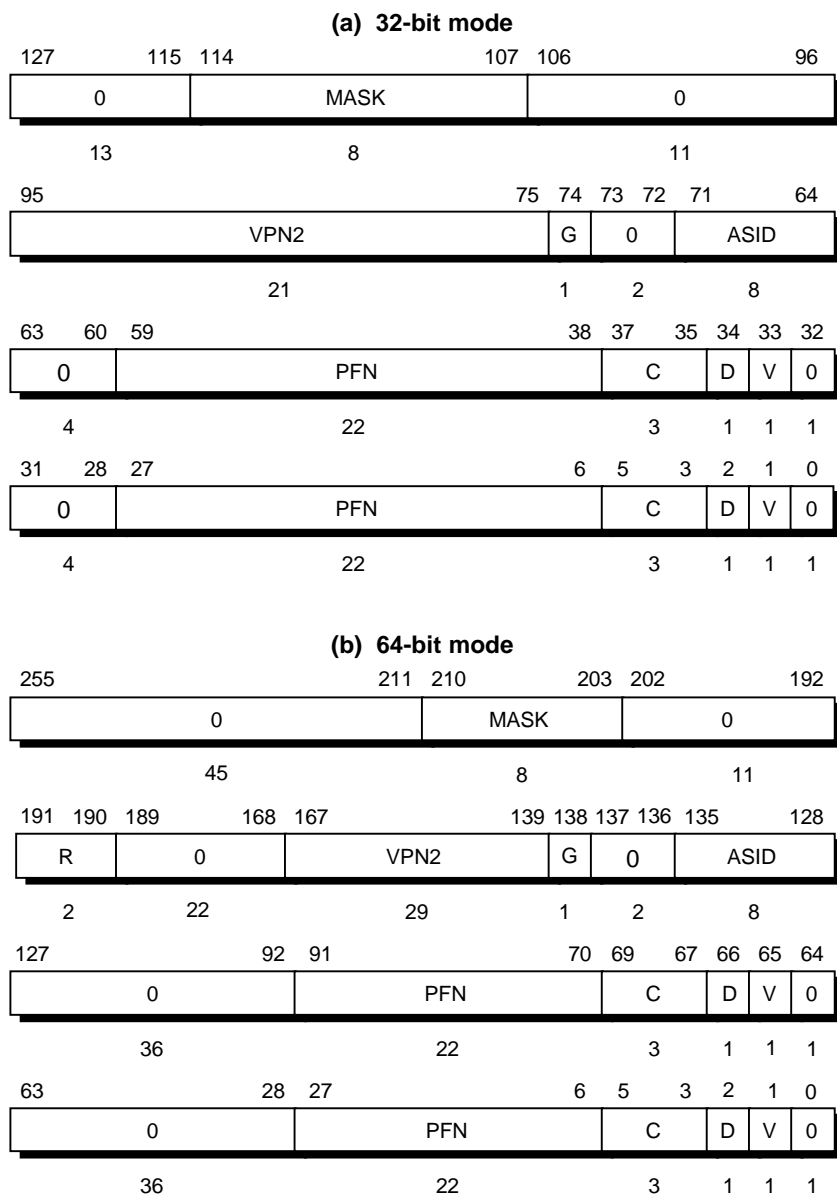 (a) 32-bit mode
127 115 114 107 106 96
0 MASK 0
13 8 11
95 75 74 73 72 71 64
VPN2 G 0 ASID
21 1 2 8
63 60 59 38 37 35 34 33 32
0 PFN C D V 0
4 22 3 1 1 1
31 28 27 6 5 3 2 1 0
0 PFN C D V 0
4 22 3 1 1 1
(b) 64-bit mode
255 211 210 203 202 192
0 MASK 0
45 8 11
191 190 189 168 167 139 138 137 136 135 128
R 0 VPN2 G 0 ASID
2 22 29 1 2 8
127 92 91 70 69 67 66 65 64
0 PFN C D V 0
36 22 3 1 1 1
63 28 27 6 5 3 2 1 0
0 PFN C D V 0
36 22 3 1 1 1